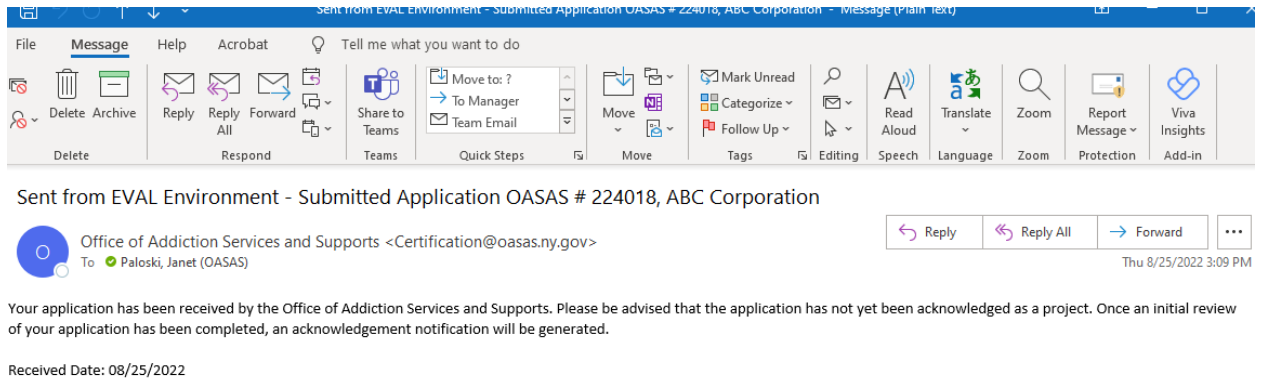 Sent from EVAL Environment - Submitted Application OASAS # 224018, ABC Corporation - Message (Plain Text)
File Message Help Acrobat Tell me what you want to do
Delete Archive Reply Reply All Forward Share to Teams Move to: ? To Manager Team Email Move Mark Unread Categorize Follow Up Read Aloud Translate Zoom Report Message Viva Insights
Delete Respond Teams Quick Steps Move Tags Editing Speech Language Zoom Protection Add-in
Sent from EVAL Environment - Submitted Application OASAS # 224018, ABC Corporation
O
Office of Addiction Services and Supports <Certification@oasas.ny.gov>
To Paloski, Janet (OASAS)
Reply Reply All Forward
Thu 8/25/2022 3:09 PM
Your application has been received by the Office of Addiction Services and Supports. Please be advised that the application has not yet been acknowledged as a project. Once an initial review
of your application has been completed, an acknowledgement notification will be generated.
Received Date: 08/25/2022